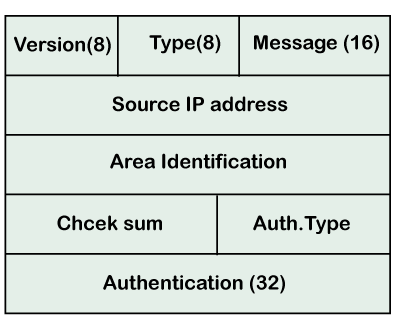 Version(8) Type(8) Message (16)
Source IP address
Area Identification
Chcek sum Auth.Type
Authentication (32)